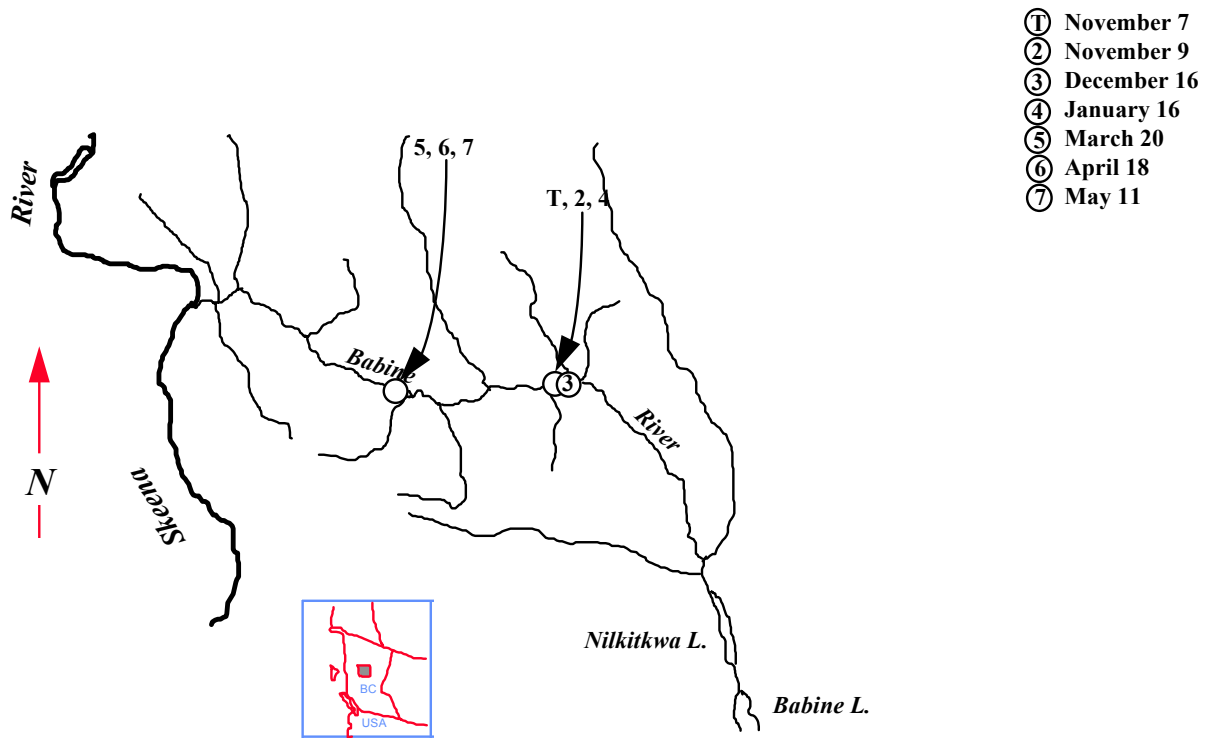 T November 7
2 November 9
3 December 16
4 January 16
5 March 20
6 April 18
7 May 11
River
5, 6, 7
T, 2, 4
Babine
3
River
N
Skeena
Nilkitkwa L.
BC
Babine L.
USA